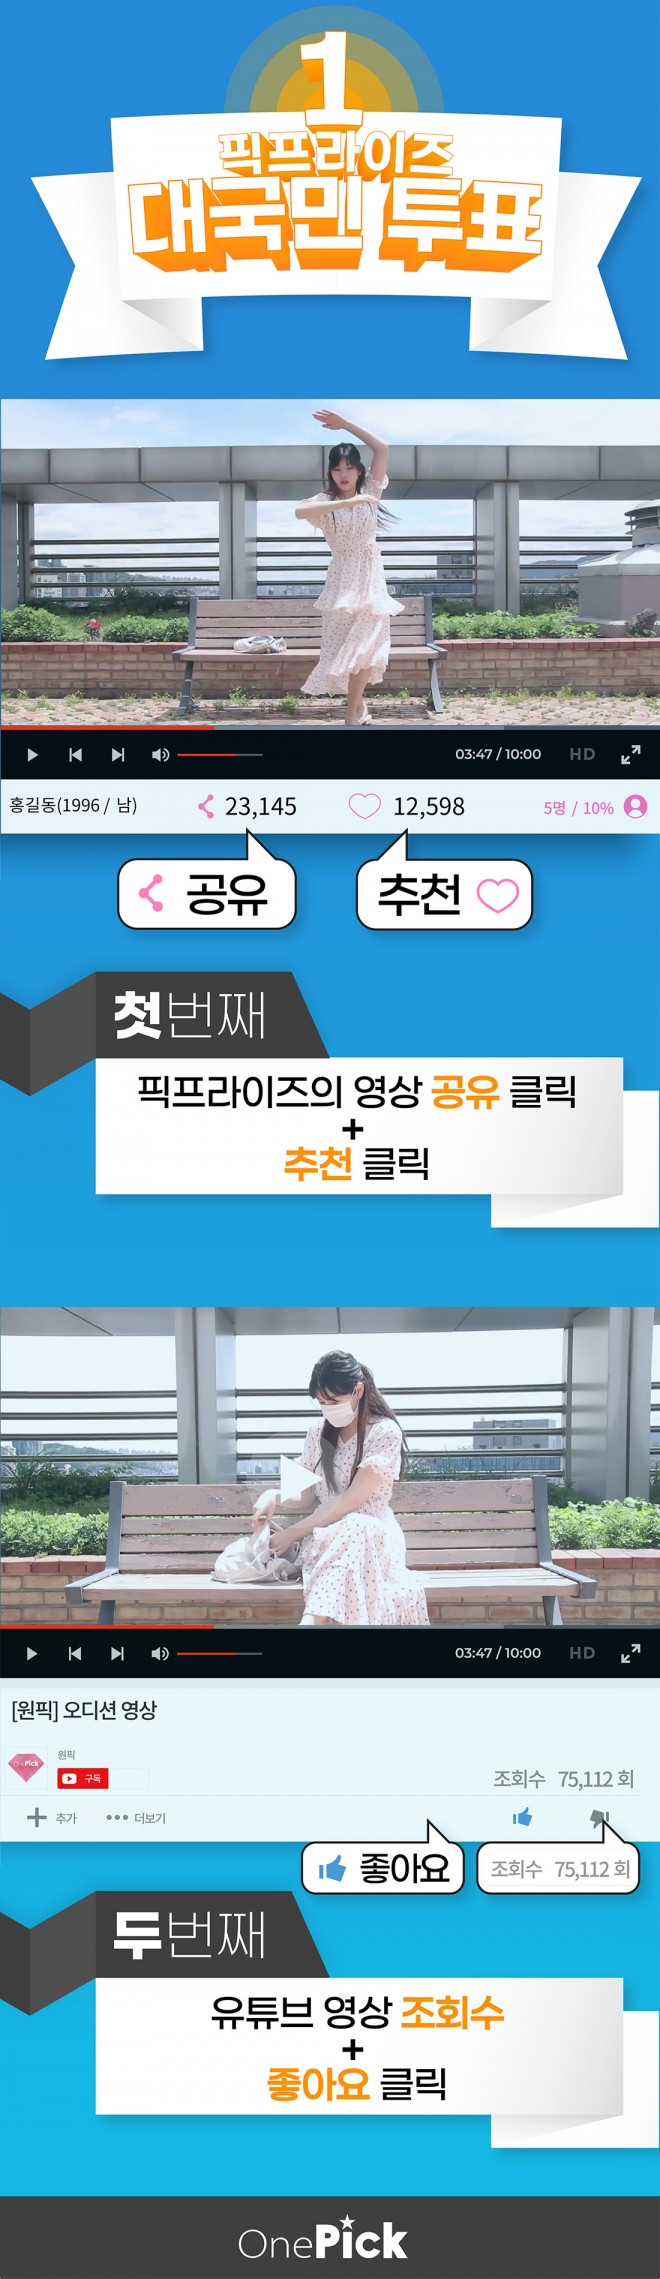 1
픽프라이즈
대국민 투표
03:47 / 10:00 HD
홍길동(1996 / 남) 23,145 12,598 5명 / 10%
공유 추천
첫번째
픽프라이즈의 영상 공유 클릭
+
추천 클릭
03:47 / 10:00 HD
[원픽] 오디션 영상
OnePick
원픽
구독
조회수 75,112 회
추가 더보기
좋아요 조회수 75,112 회
두번째
유튜브 영상 조회수
+
좋아요 클릭
OnePick